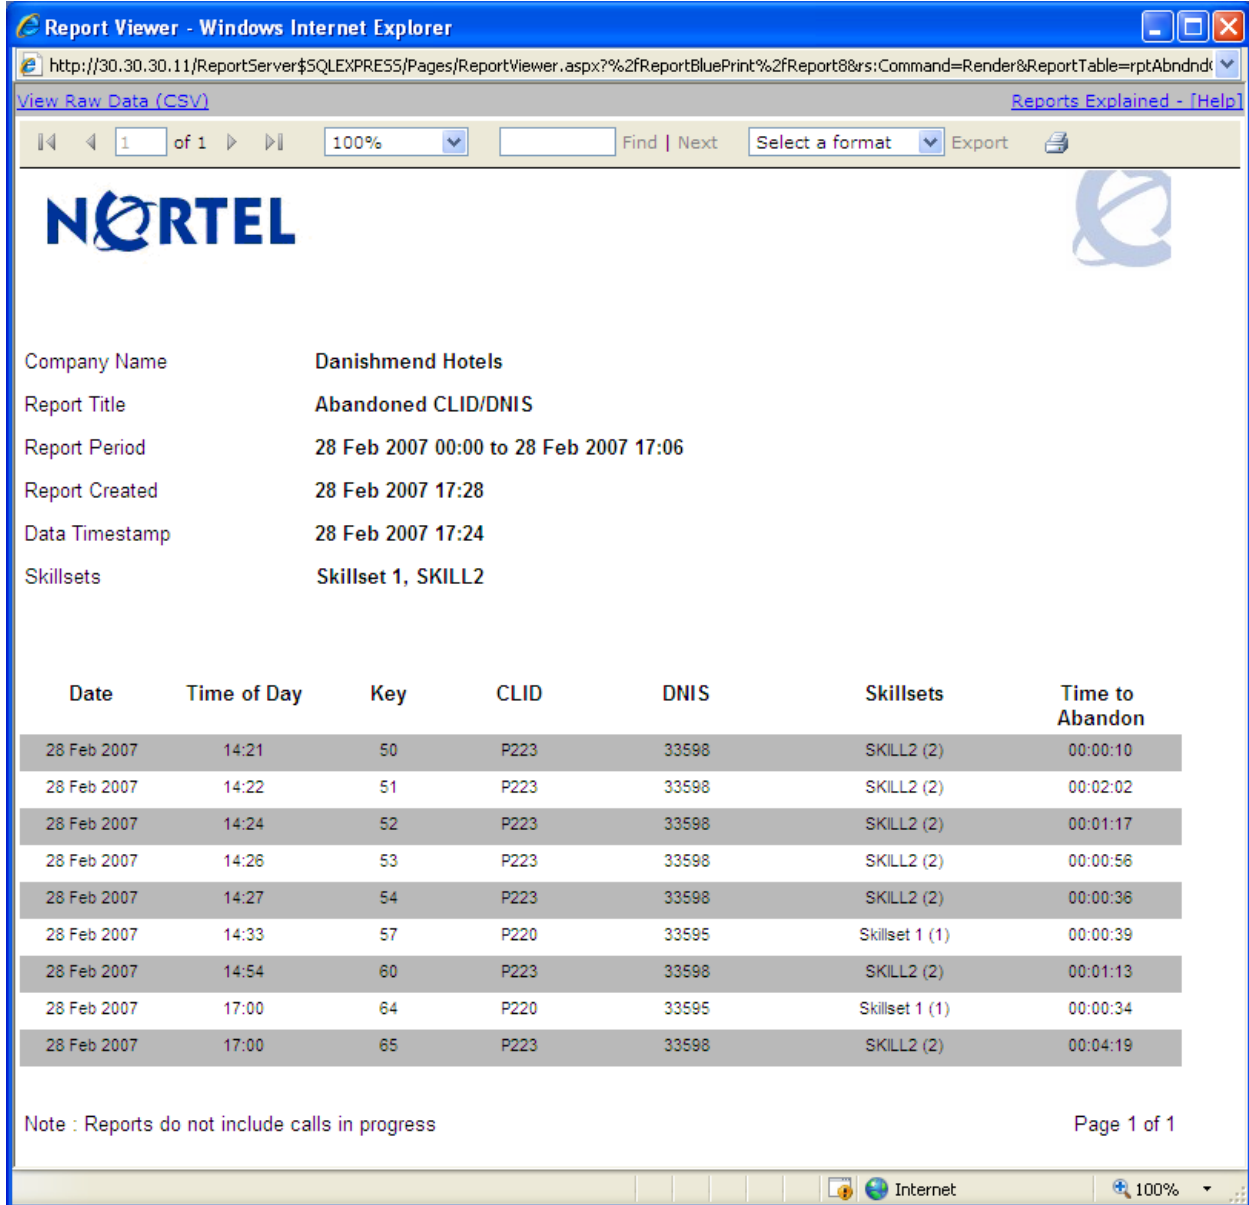 Report Viewer - Windows Internet Explorer
http://30.30.30.11/ReportServer$SQLEXPRESS/Pages/ReportViewer.aspx?%2fReportBluePrint%2fReport8&rs:Command=Render&ReportTable=rptAbndnd
View Raw Data (CSV) Reports Explained - [Help]
1 of 1 100% Find | Next Select a format Export
NORTEL
Company Name Danishmend Hotels
Report Title Abandoned CLID/DNIS
Report Period 28 Feb 2007 00:00 to 28 Feb 2007 17:06
Report Created 28 Feb 2007 17:28
Data Timestamp 28 Feb 2007 17:24
Skillsets Skillset 1, SKILL2
Date Time of Day Key CLID DNIS Skillsets Time to
Abandon
28 Feb 2007 14:21 50 P223 33598 SKILL2 (2) 00:00:10
28 Feb 2007 14:22 51 P223 33598 SKILL2 (2) 00:02:02
28 Feb 2007 14:24 52 P223 33598 SKILL2 (2) 00:01:17
28 Feb 2007 14:26 53 P223 33598 SKILL2 (2) 00:00:56
28 Feb 2007 14:27 54 P223 33598 SKILL2 (2) 00:00:36
28 Feb 2007 14:33 57 P220 33595 Skillset 1 (1) 00:00:39
28 Feb 2007 14:54 60 P223 33598 SKILL2 (2) 00:01:13
28 Feb 2007 17:00 64 P220 33595 Skillset 1 (1) 00:00:34
28 Feb 2007 17:00 65 P223 33598 SKILL2 (2) 00:04:19
Note : Reports do not include calls in progress Page 1 of 1
Internet 100%